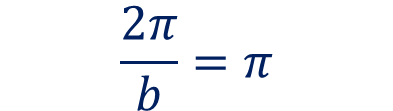 2π/b = π